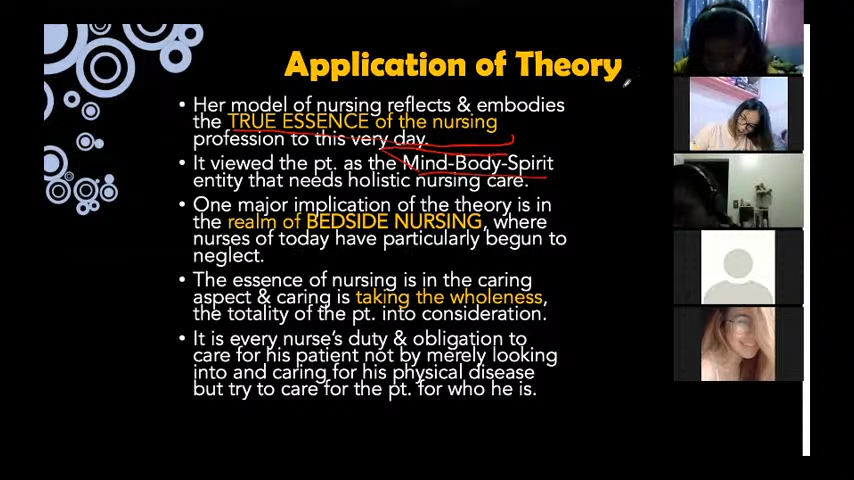 Application of Theory
• Her model of nursing reflects & embodies
the TRUE ESSENCE of the nursing
profession to this very day.
• It viewed the pt. as the Mind-Body-Spirit
entity that needs holistic nursing care.
• One major implication of the theory is in
the realm of BEDSIDE NURSING, where
nurses of today have particularly begun to
neglect.
• The essence of nursing is in the caring
aspect & caring is taking the wholeness,
the totality of the pt. into consideration.
• It is every nurse's duty & obligation to
care for his patient not by merely looking
into and caring for his physical disease
but try to care for the pt. for who he is.